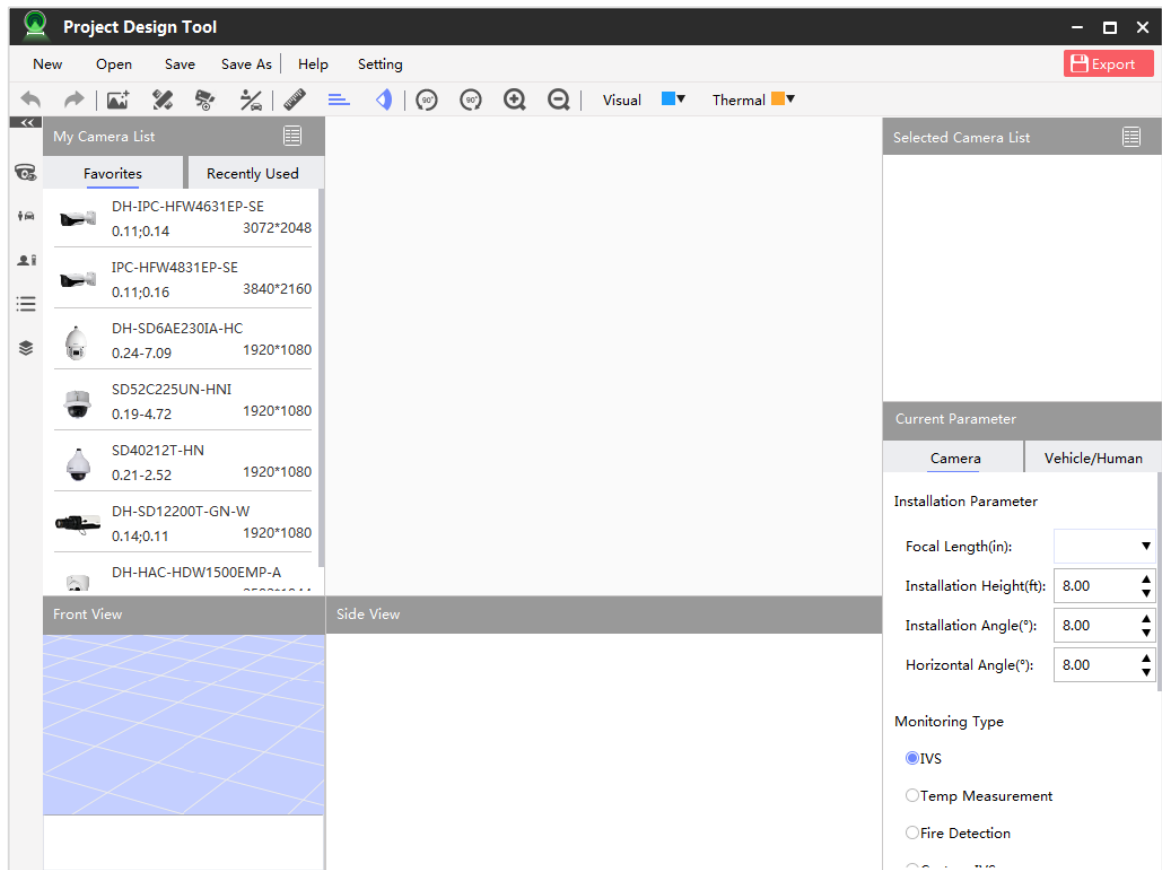 Project Design Tool
New Open Save Save As Help Setting
Export
90° 90° Visual Thermal
My Camera List
Favorites Recently Used
DH-IPC-HFW4631EP-SE
0.11;0.14 3072*2048
IPC-HFW4831EP-SE
0.11;0.16 3840*2160
DH-SD6AE230IA-HC
0.24-7.09 1920*1080
SD52C225UN-HNI
0.19-4.72 1920*1080
SD40212T-HN
0.21-2.52 1920*1080
DH-SD12200T-GN-W
0.14;0.11 1920*1080
DH-HAC-HDW1500EMP-A
Front View
Side View
Selected Camera List
Current Parameter
Camera Vehicle/Human
Installation Parameter
Focal Length(in):
Installation Height(ft): 8.00
Installation Angle(°): 8.00
Horizontal Angle(°): 8.00
Monitoring Type
IVS
Temp Measurement
Fire Detection